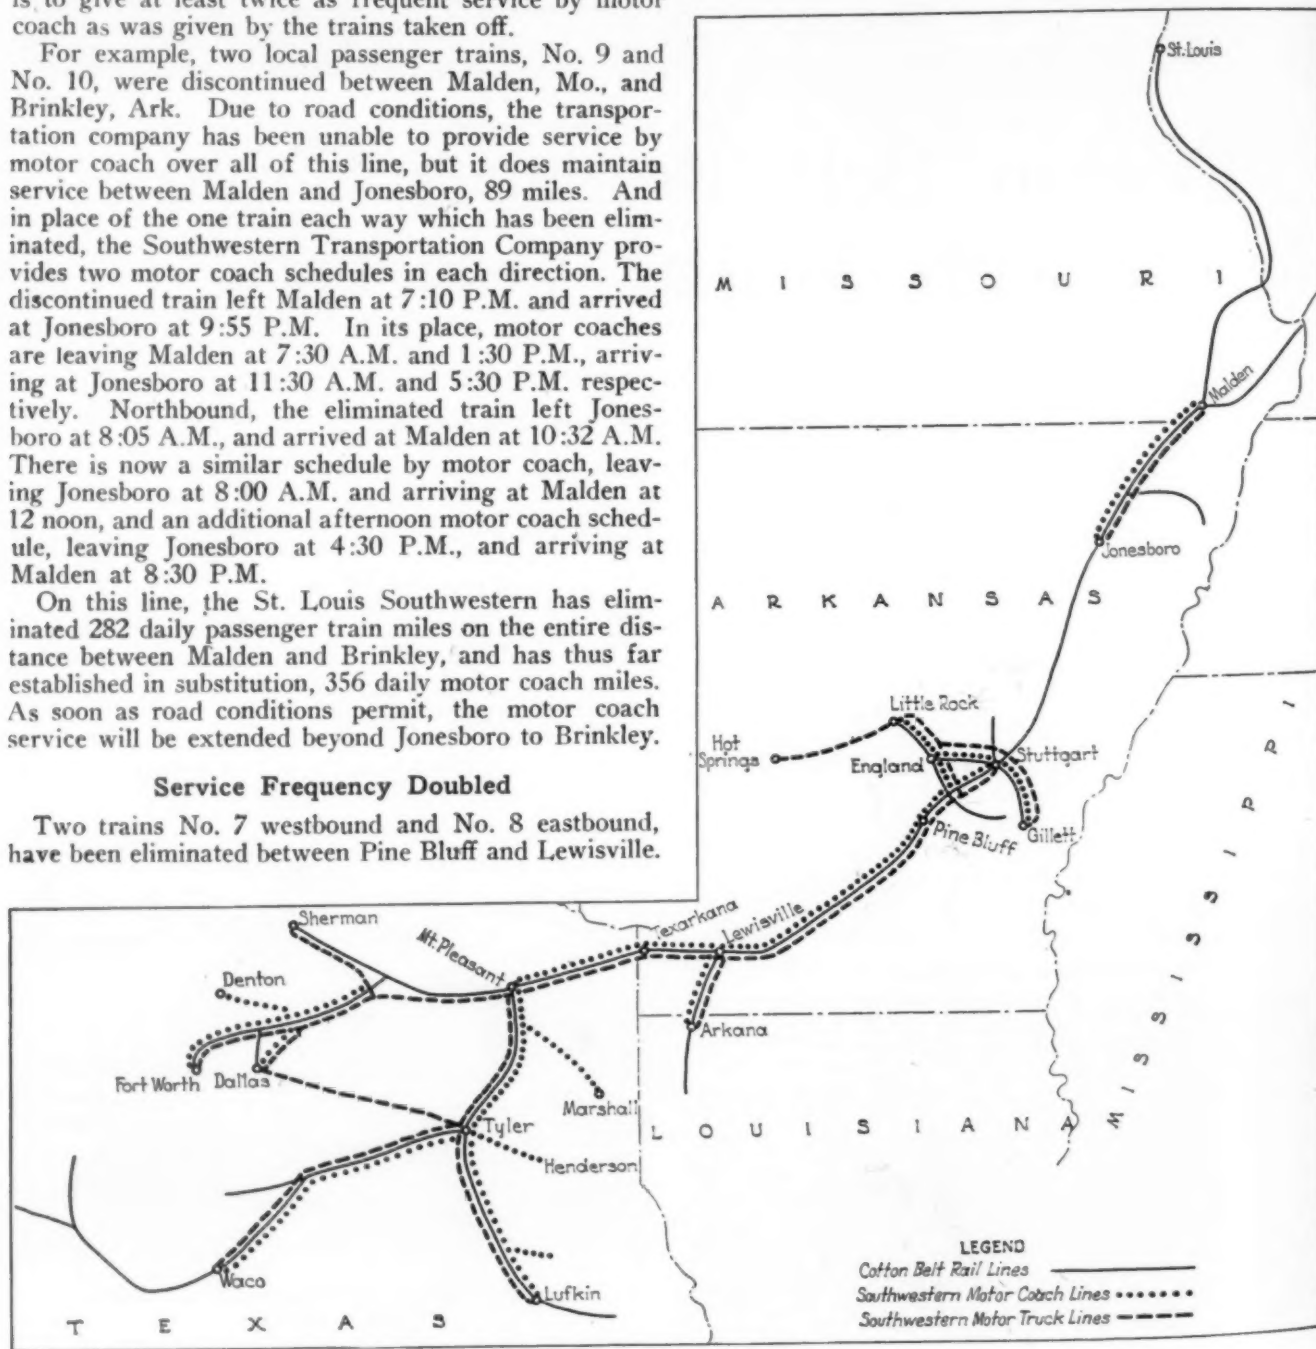 is to give at least twice as frequent service by motor
coach as was given by the trains taken off.
For example, two local passenger trains, No. 9 and
No. 10, were discontinued between Malden, Mo., and
Brinkley, Ark. Due to road conditions, the transpor-
tation company has been unable to provide service by
motor coach over all of this line, but it does maintain
service between Malden and Jonesboro, 89 miles. And
in place of the one train each way which has been elim-
inated, the Southwestern Transportation Company pro-
vides two motor coach schedules in each direction. The
discontinued train left Malden at 7:10 P.M. and arrived
at Jonesboro at 9:55 P.M. In its place, motor coaches
are leaving Malden at 7:30 A.M. and 1:30 P.M., arriv-
ing at Jonesboro at 11:30 A.M. and 5:30 P.M. respec-
tively. Northbound, the eliminated train left Jones-
boro at 8:05 A.M., and arrived at Malden at 10:32 A.M.
There is now a similar schedule by motor coach, leav-
ing Jonesboro at 8:00 A.M. and arriving at Malden at
12 noon, and an additional afternoon motor coach sched-
ule, leaving Jonesboro at 4:30 P.M., and arriving at
Malden at 8:30 P.M.
On this line, the St. Louis Southwestern has elim-
inated 282 daily passenger train miles on the entire dis-
tance between Malden and Brinkley, and has thus far
established in substitution, 356 daily motor coach miles.
As soon as road conditions permit, the motor coach
service will be extended beyond Jonesboro to Brinkley.
Service Frequency Doubled
Two trains No. 7 westbound and No. 8 eastbound,
have been eliminated between Pine Bluff and Lewisville.
St. Louis
MISSOURI
Malden
Jonesboro
ARKANSAS
Little Rock
Hot
Springs
England
Stuttgart
Pine Bluff
Gillett
MISSISSIPPI
Sherman
Mt. Pleasant
Texarkana
Lewisville
Denton
Arkana
Fort Worth
Dallas
Marshall
Tyler
LOUISIANA
Henderson
Waco
Lufkin
TEXAS
LEGEND
Cotton Belt Rail Lines
Southwestern Motor Coach Lines
Southwestern Motor Truck Lines